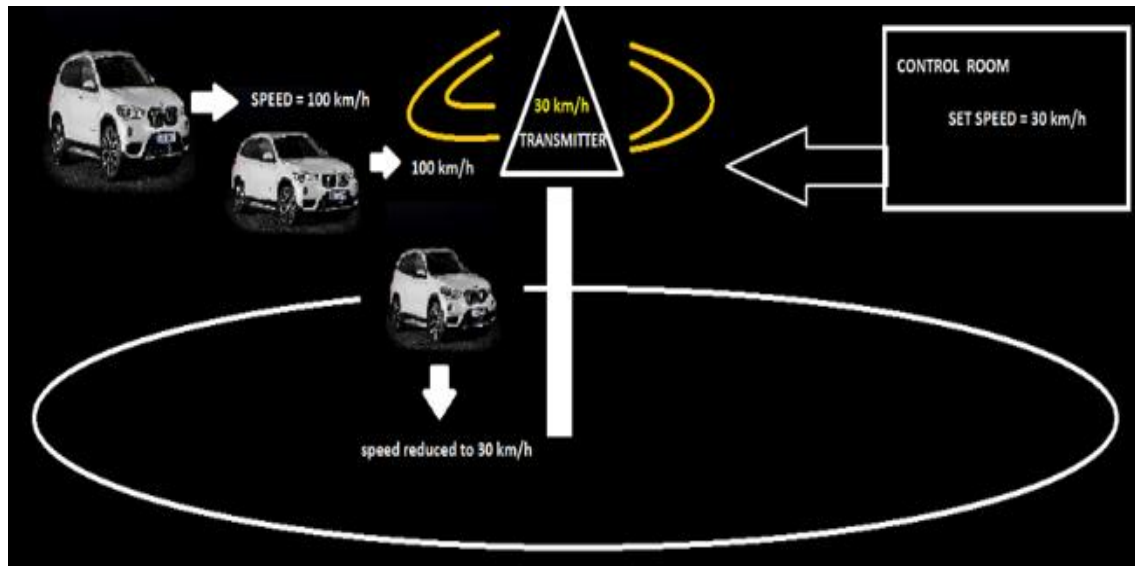 SPEED = 100 km/h
100 km/h
30 km/h
TRANSMITTER
CONTROL ROOM
SET SPEED = 30 km/h
speed reduced to 30 km/h